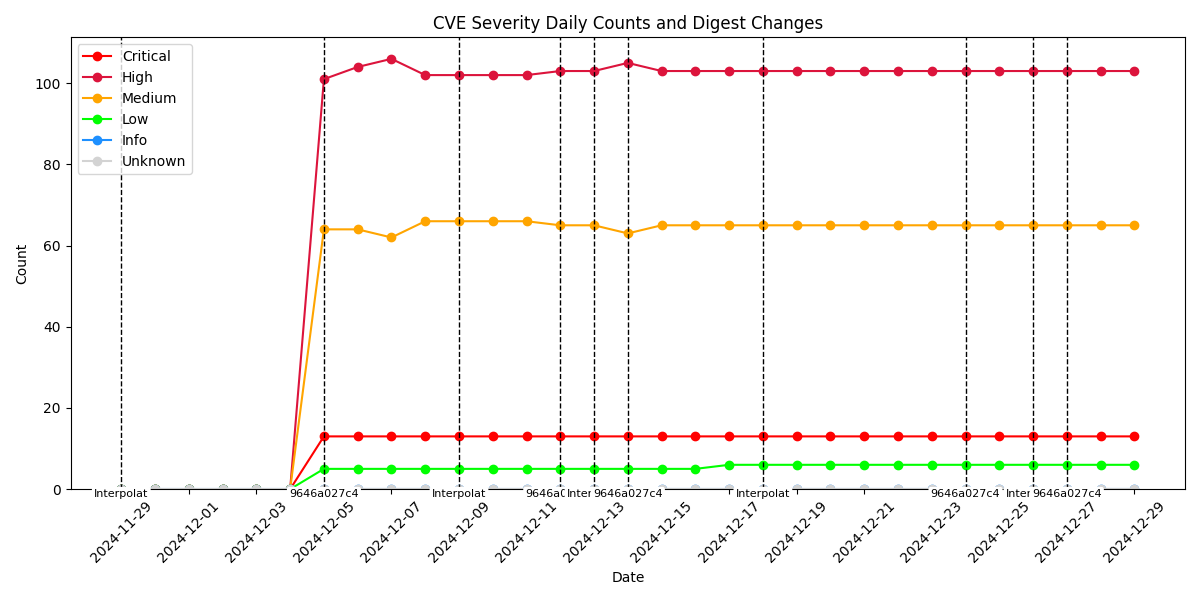 CVE Severity Daily Counts and Digest Changes
Critical
High
Medium
Low
Info
Unknown
Count
100
80
60
40
20
0
Interpolat
9646a027c4
Interpolat
9646a0
Inter
9646a027c4
Interpolat
9646a027c4
Inter
9646a027c4
2024-11-29
2024-12-01
2024-12-03
2024-12-05
2024-12-07
2024-12-09
2024-12-11
2024-12-13
2024-12-15
2024-12-17
2024-12-19
2024-12-21
2024-12-23
2024-12-25
2024-12-27
2024-12-29
Date